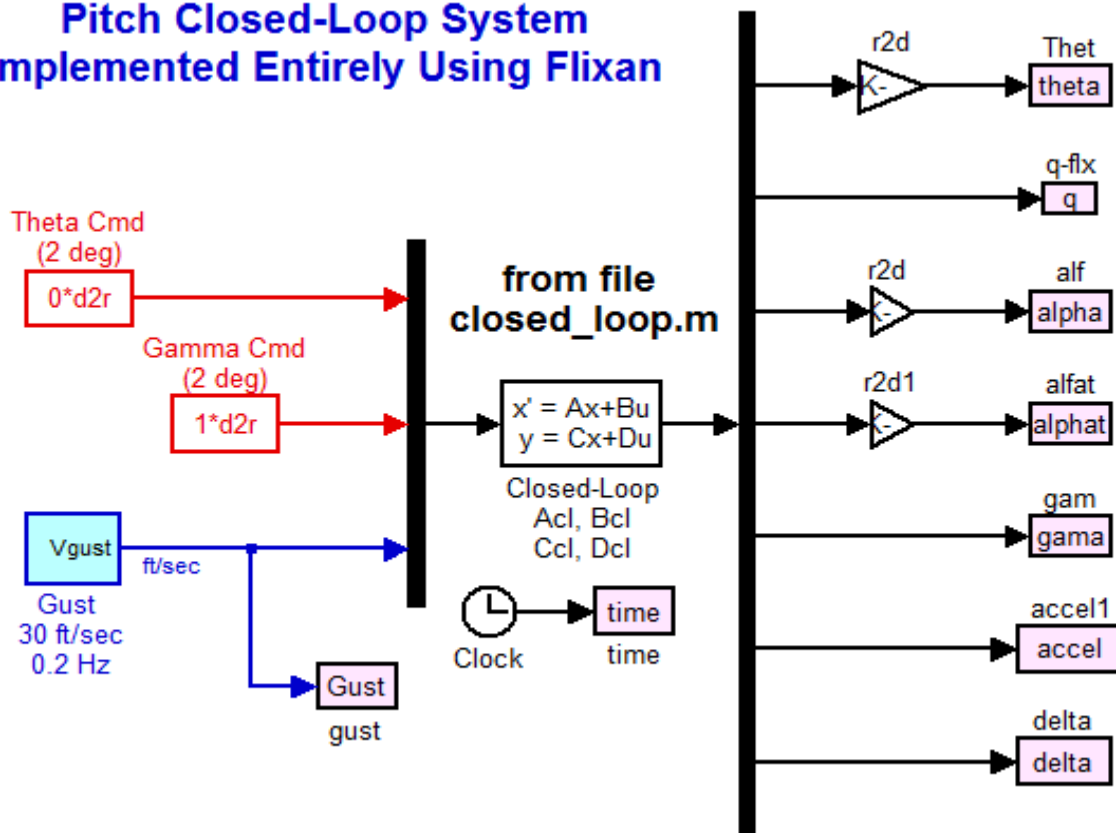 Pitch Closed-Loop System
mplemented Entirely Using Flixan
r2d
K-
Thet
theta
q-flx
q
Theta Cmd
(2 deg)
0*d2r
from file
closed_loop.m
r2d
K-
alf
alpha
Gamma Cmd
(2 deg)
1*d2r
x' = Ax+Bu
y = Cx+Du
Closed-Loop
Acl, Bcl
Ccl, Dcl
r2d1
K-
alfat
alphat
gam
gama
Vgust
ft/sec
Gust
30 ft/sec
0.2 Hz
Clock
time
time
accel1
accel
Gust
gust
delta
delta